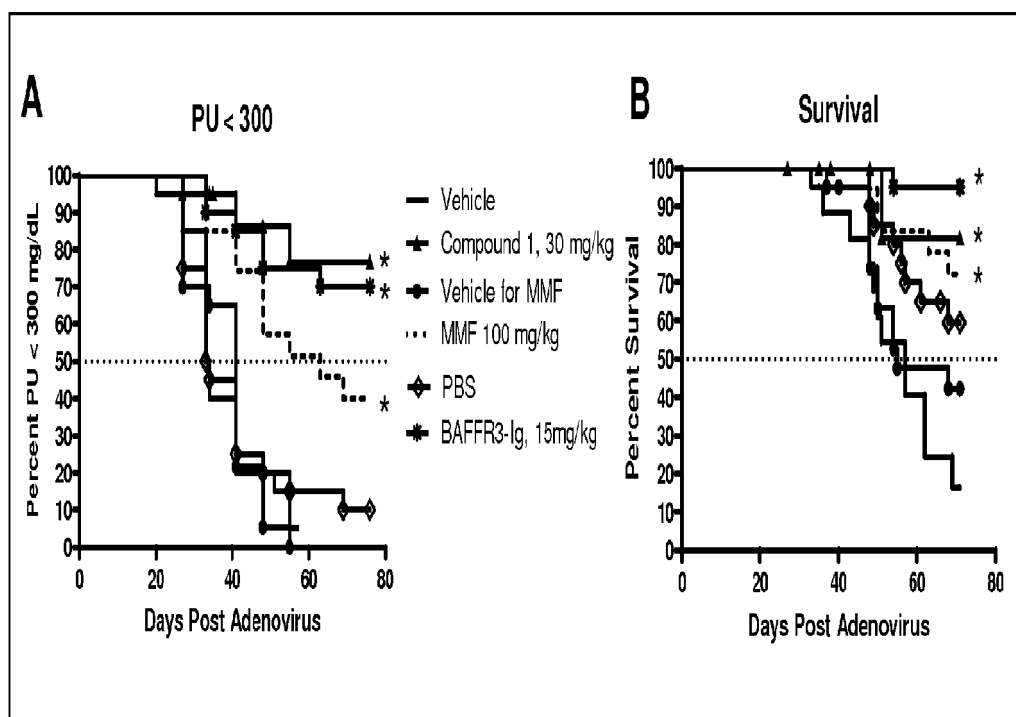 A
PU < 300
Percent PU < 300 mg/dL
100
90
80
70
60
50
40
30
20
10
0
0 20 40 60 80
Days Post Adenovirus
*
*
*
Vehicle
Compound 1, 30 mg/kg
Vehicle for MMF
MMF 100 mg/kg
PBS
BAFFR3-Ig, 15mg/kg
B
Survival
Percent Survival
100
90
80
70
60
50
40
30
20
10
0
0 20 40 60 80
Days Post Adenovirus
*
*
*